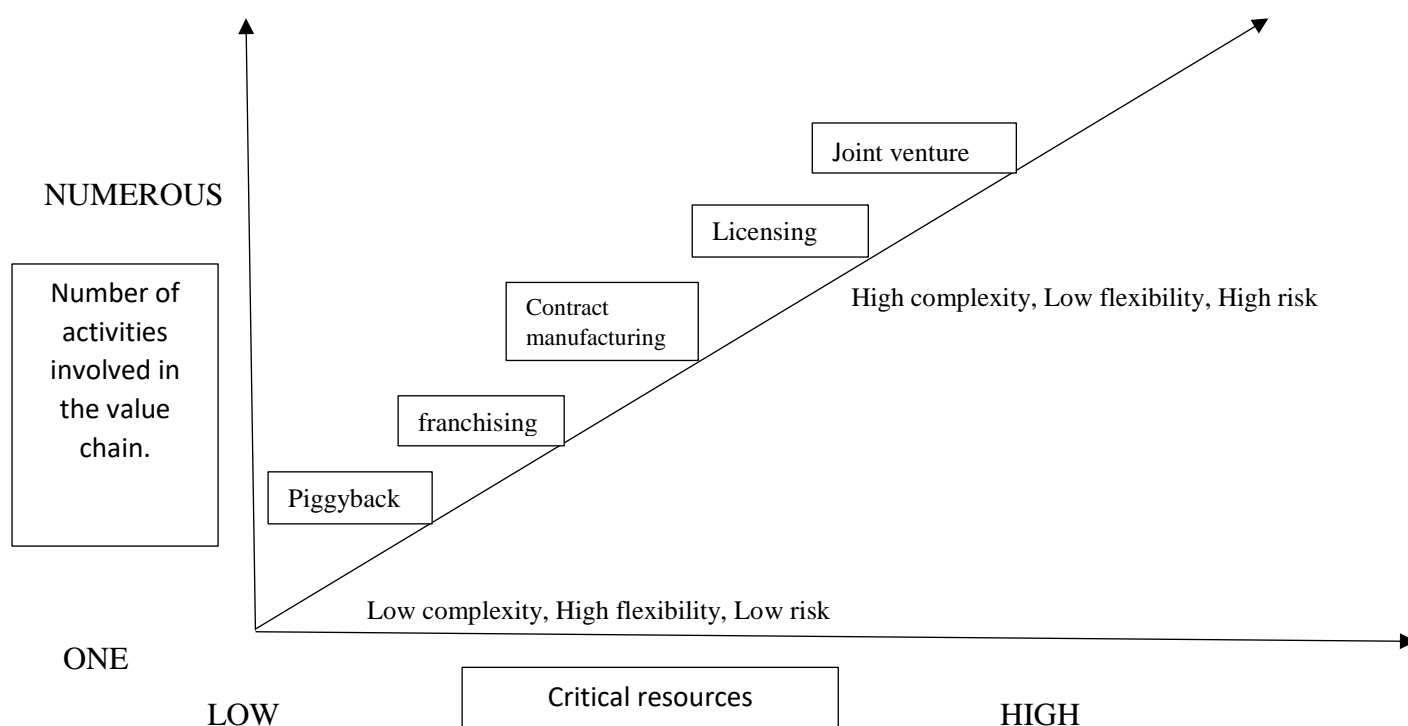 Joint venture
NUMEROUS
Licensing
Number of
activities
involved in
the value
chain.
High complexity, Low flexibility, High risk
Contract
manufacturing
franchising
Piggyback
Low complexity, High flexibility, Low risk
ONE
Critical resources
LOW
HIGH